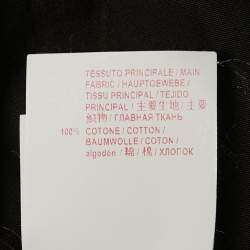 TESSUTO PRINCIPALE / MAIN
FABRIC / HAUPTGEWEBE /
TISSU PRINCIPAL / TEJIDO
PRINCIPAL / 主要生地 / 主要
織物 / ГЛАВНАЯ ТКАНЬ
100% COTONE / COTTON /
BAUMWOLLE / COTON /
algodón. / 綿 / 棉 / ХЛОПОК